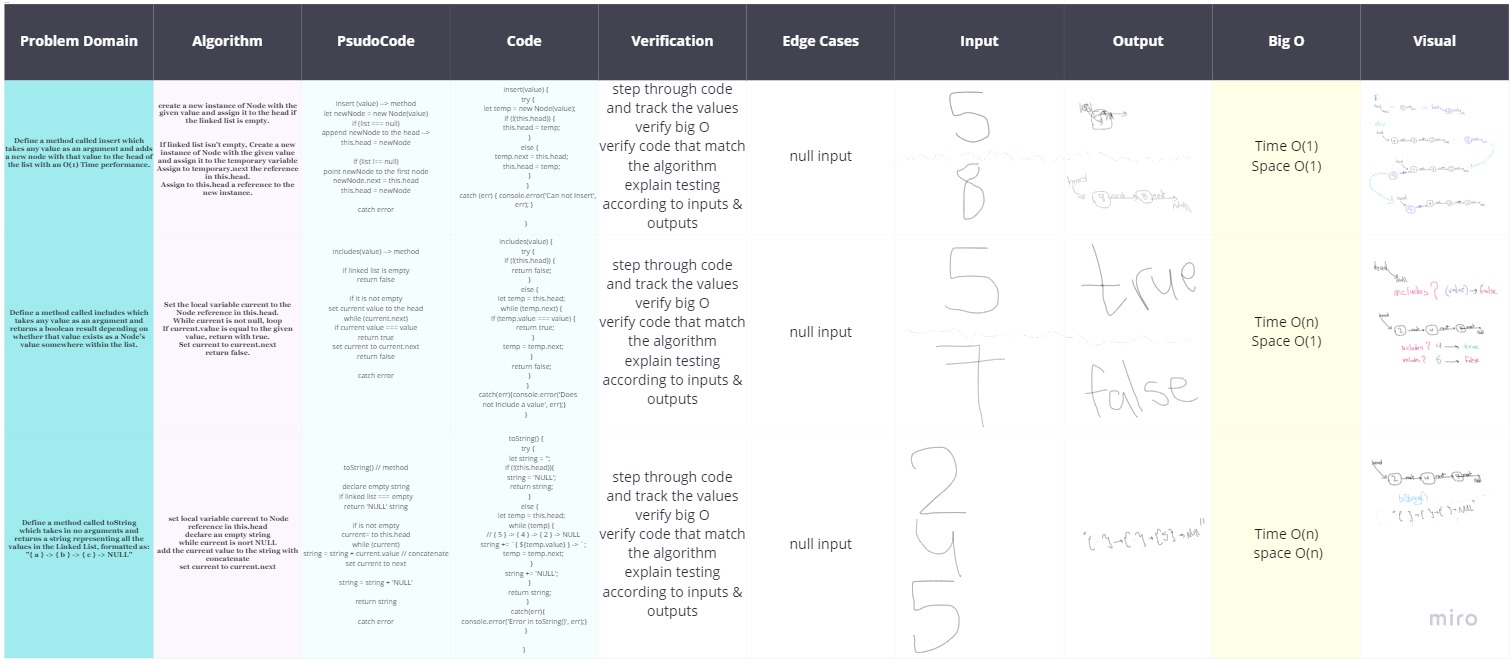 Problem Domain
Algorithm
PsudoCode
Code
Verification
Edge Cases
Input
Output
Big O
Visual
Define a method called insert which
takes any value as an argument and adds
a new node with that value to the head of
the list with an O(1) Time performance.
create a new instance of Node with the
given value and assign it to the head if
the linked list is empty.
If linked list isn't empty, Create a new
instance of Node with the given value
and assign it to the temporary variable
Assign to temporary.next the reference
in this.head.
Assign to this.head a reference to the
new instance.
insert (value) --> method
let newNode = new Node(value)
if (list === null)
append newNode to the head -->
this.head = newNode
if (list !== null)
point newNode to the first node
newNode.next = this.head
this.head = newNode
catch error
insert(value) {
try {
let temp = new Node(value);
if (!(this.head)) {
this.head = temp;
}
else {
temp.next = this.head;
this.head = temp;
}
}
catch (err) { console.error('Can not Insert',
err); }
}
step through code
and track the values
verify big O
verify code that match
the algorithm
explain testing
according to inputs &
outputs
null input
5
8
head
8 next 8 next
Null
Time O(1)
Space O(1)
Define a method called includes which
takes any value as an argument and
returns a boolean result depending on
whether that value exists as a Node's
value somewhere within the list.
Set the local variable current to the
Node reference in this.head.
While current is not null, loop
If current.value is equal to the given
value, return with true.
Set current to current.next
return false.
includes(value) --> method
if linked list is empty
return false
if it is not empty
set current value to the head
while (current.next)
if current value === value
return true
set current to current.next
return false
catch error
includes(value) {
try {
if (!(this.head)) {
return false;
}
else {
let temp = this.head;
while (temp.next) {
if (temp.value === value) {
return true;
}
temp = temp.next;
}
return false;
}
}
catch(err){console.error('Does
not Include a value', err);}
}
step through code
and track the values
verify big O
verify code that match
the algorithm
explain testing
according to inputs &
outputs
null input
5
7
true
false
Time O(n)
Space O(1)
head
Null
includes? (value) → false
head
2 next 4 next
includes? 4 → true
includes? 6 → false
Define a method called toString
which takes in no arguments and
returns a string representing all the
values in the Linked List, formatted as:
"{ a } -> { b } -> { c } -> NULL"
set local variable current to Node
reference in this.head
declare an empty string
while current is nort NULL
add the current value to the string with
concatenate
set current to current.next
toString() // method
declare empty string
if linked list === empty
return 'NULL' string
if is not empty
current= to this.head
while (current)
string = string + current.value // concatenate
set current to next
string = string + 'NULL'
return string
catch error
toString() {
try {
let string = '';
if (!(this.head)){
string = 'NULL';
return string;
}
else {
let temp = this.head;
while (temp) {
// { 5 } -> { 4 } -> { 2 } -> NULL
string += `{ ${temp.value} } -> `;
temp = temp.next;
}
string += 'NULL';
}
return string;
}
catch(err){
console.error('Error in toString()', err);}
}
}
step through code
and track the values
verify big O
verify code that match
the algorithm
explain testing
according to inputs &
outputs
null input
2
4
5
Time O(n)
space O(n)
head
2 next 4 next
toString()
"{ } → { } → { } → NULL"
miro